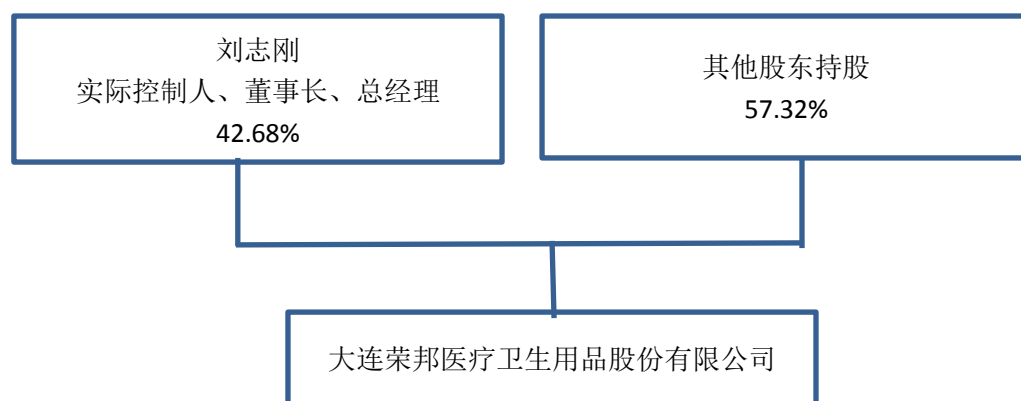 刘志刚
实际控制人、董事长、总经理
42.68%
其他股东持股
57.32%
大连荣邦医疗卫生用品股份有限公司